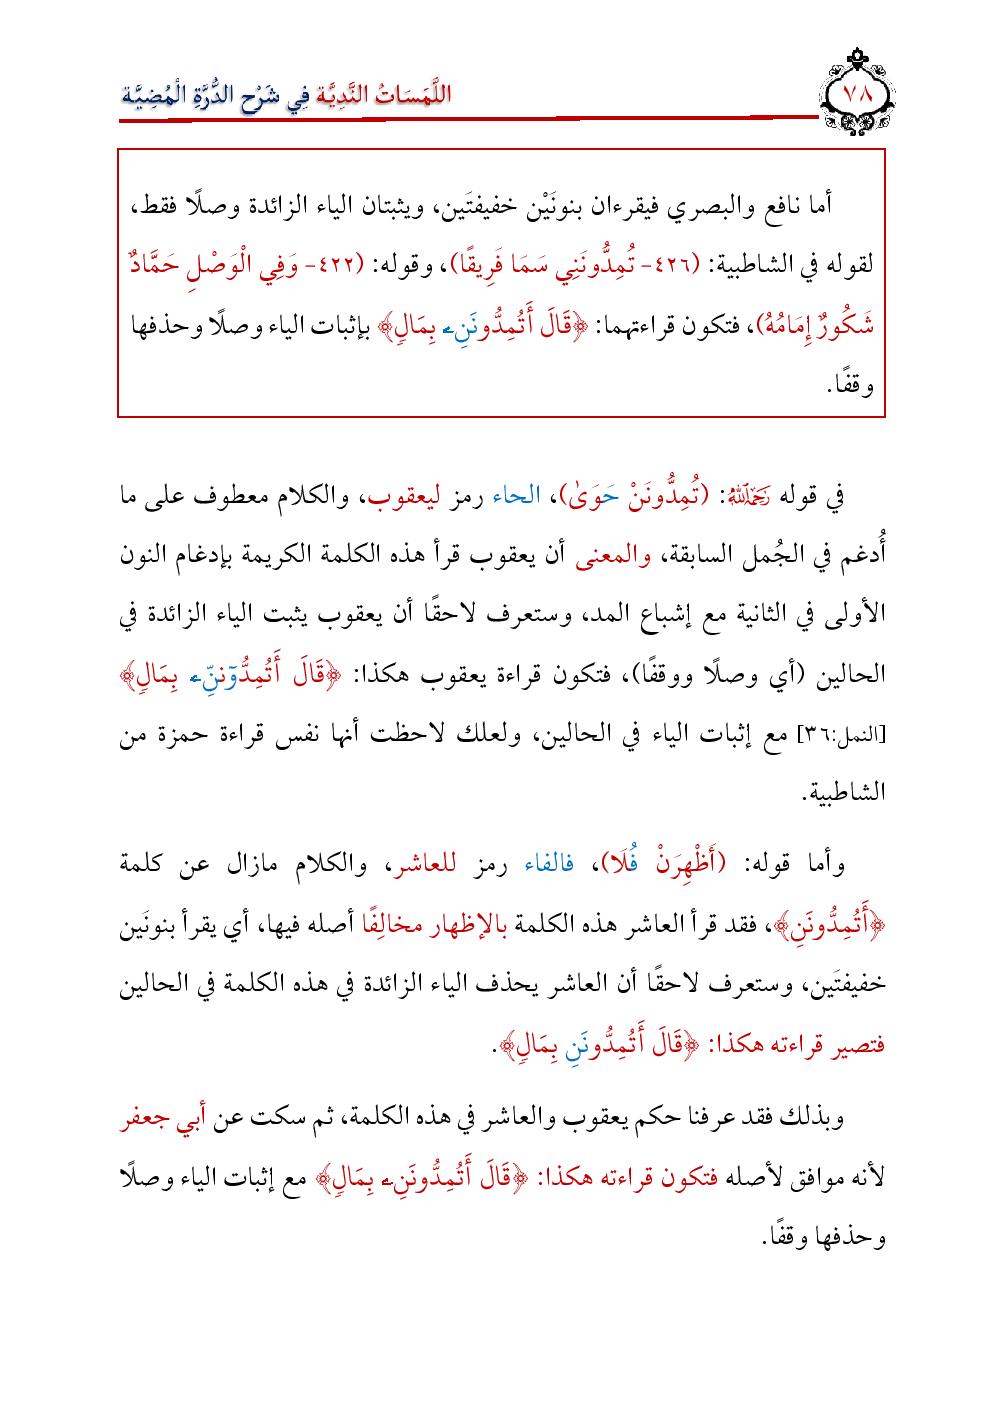 ٧٨
اللَّمَسَاتُ النَّدِيَّة فِي شَرْحِ الدُّرَّةِ الْمُضِيَّة
أما نافع والبصري فيقرءان بنونَيْن خفيفتَين، ويثبتان الياء الزائدة وصلًا فقط،
لقوله في الشاطبية: (٤٢٦- تُمِدُّونَنِي سَمَا فَرِيقًا)، وقوله: (٤٢٢- وَفِي الْوَصْلِ حَمَّادٌ
شَكُورٌ إِمَامُهُ)، فتكون قراءتهما: ﴿قَالَ أَتُمِدُّونَنِۦ بِمَالٖ﴾ بإثبات الياء وصلًا وحذفها
وقفًا.
في قوله رَحِمَهُ اللَّهُ: (تُمِدُّونَنْ حَوَىٰ)، الحاء رمز ليعقوب، والكلام معطوف على ما
أُدغم في الجُمل السابقة، والمعنى أن يعقوب قرأ هذه الكلمة الكريمة بإدغام النون
الأولى في الثانية مع إشباع المد، وستعرف لاحقًا أن يعقوب يثبت الياء الزائدة في
الحالين (أي وصلًا ووقفًا)، فتكون قراءة يعقوب هكذا: ﴿قَالَ أَتُمِدُّوٓننِّۦ بِمَالٖ﴾
[النمل:٣٦] مع إثبات الياء في الحالين، ولعلك لاحظت أنها نفس قراءة حمزة من
الشاطبية.
وأما قوله: (أَظْهِرَنْ فُلَا)، فالفاء رمز للعاشر، والكلام مازال عن كلمة
﴿أَتُمِدُّونَنِ﴾، فقد قرأ العاشر هذه الكلمة بالإظهار مخالِفًا أصله فيها، أي يقرأ بنونَين
خفيفتَين، وستعرف لاحقًا أن العاشر يحذف الياء الزائدة في هذه الكلمة في الحالين
فتصير قراءته هكذا: ﴿قَالَ أَتُمِدُّونَنِ بِمَالٖ﴾.
وبذلك فقد عرفنا حكم يعقوب والعاشر في هذه الكلمة، ثم سكت عن أبي جعفر
لأنه موافق لأصله فتكون قراءته هكذا: ﴿قَالَ أَتُمِدُّونَنِۦ بِمَالٖ﴾ مع إثبات الياء وصلًا
وحذفها وقفًا.